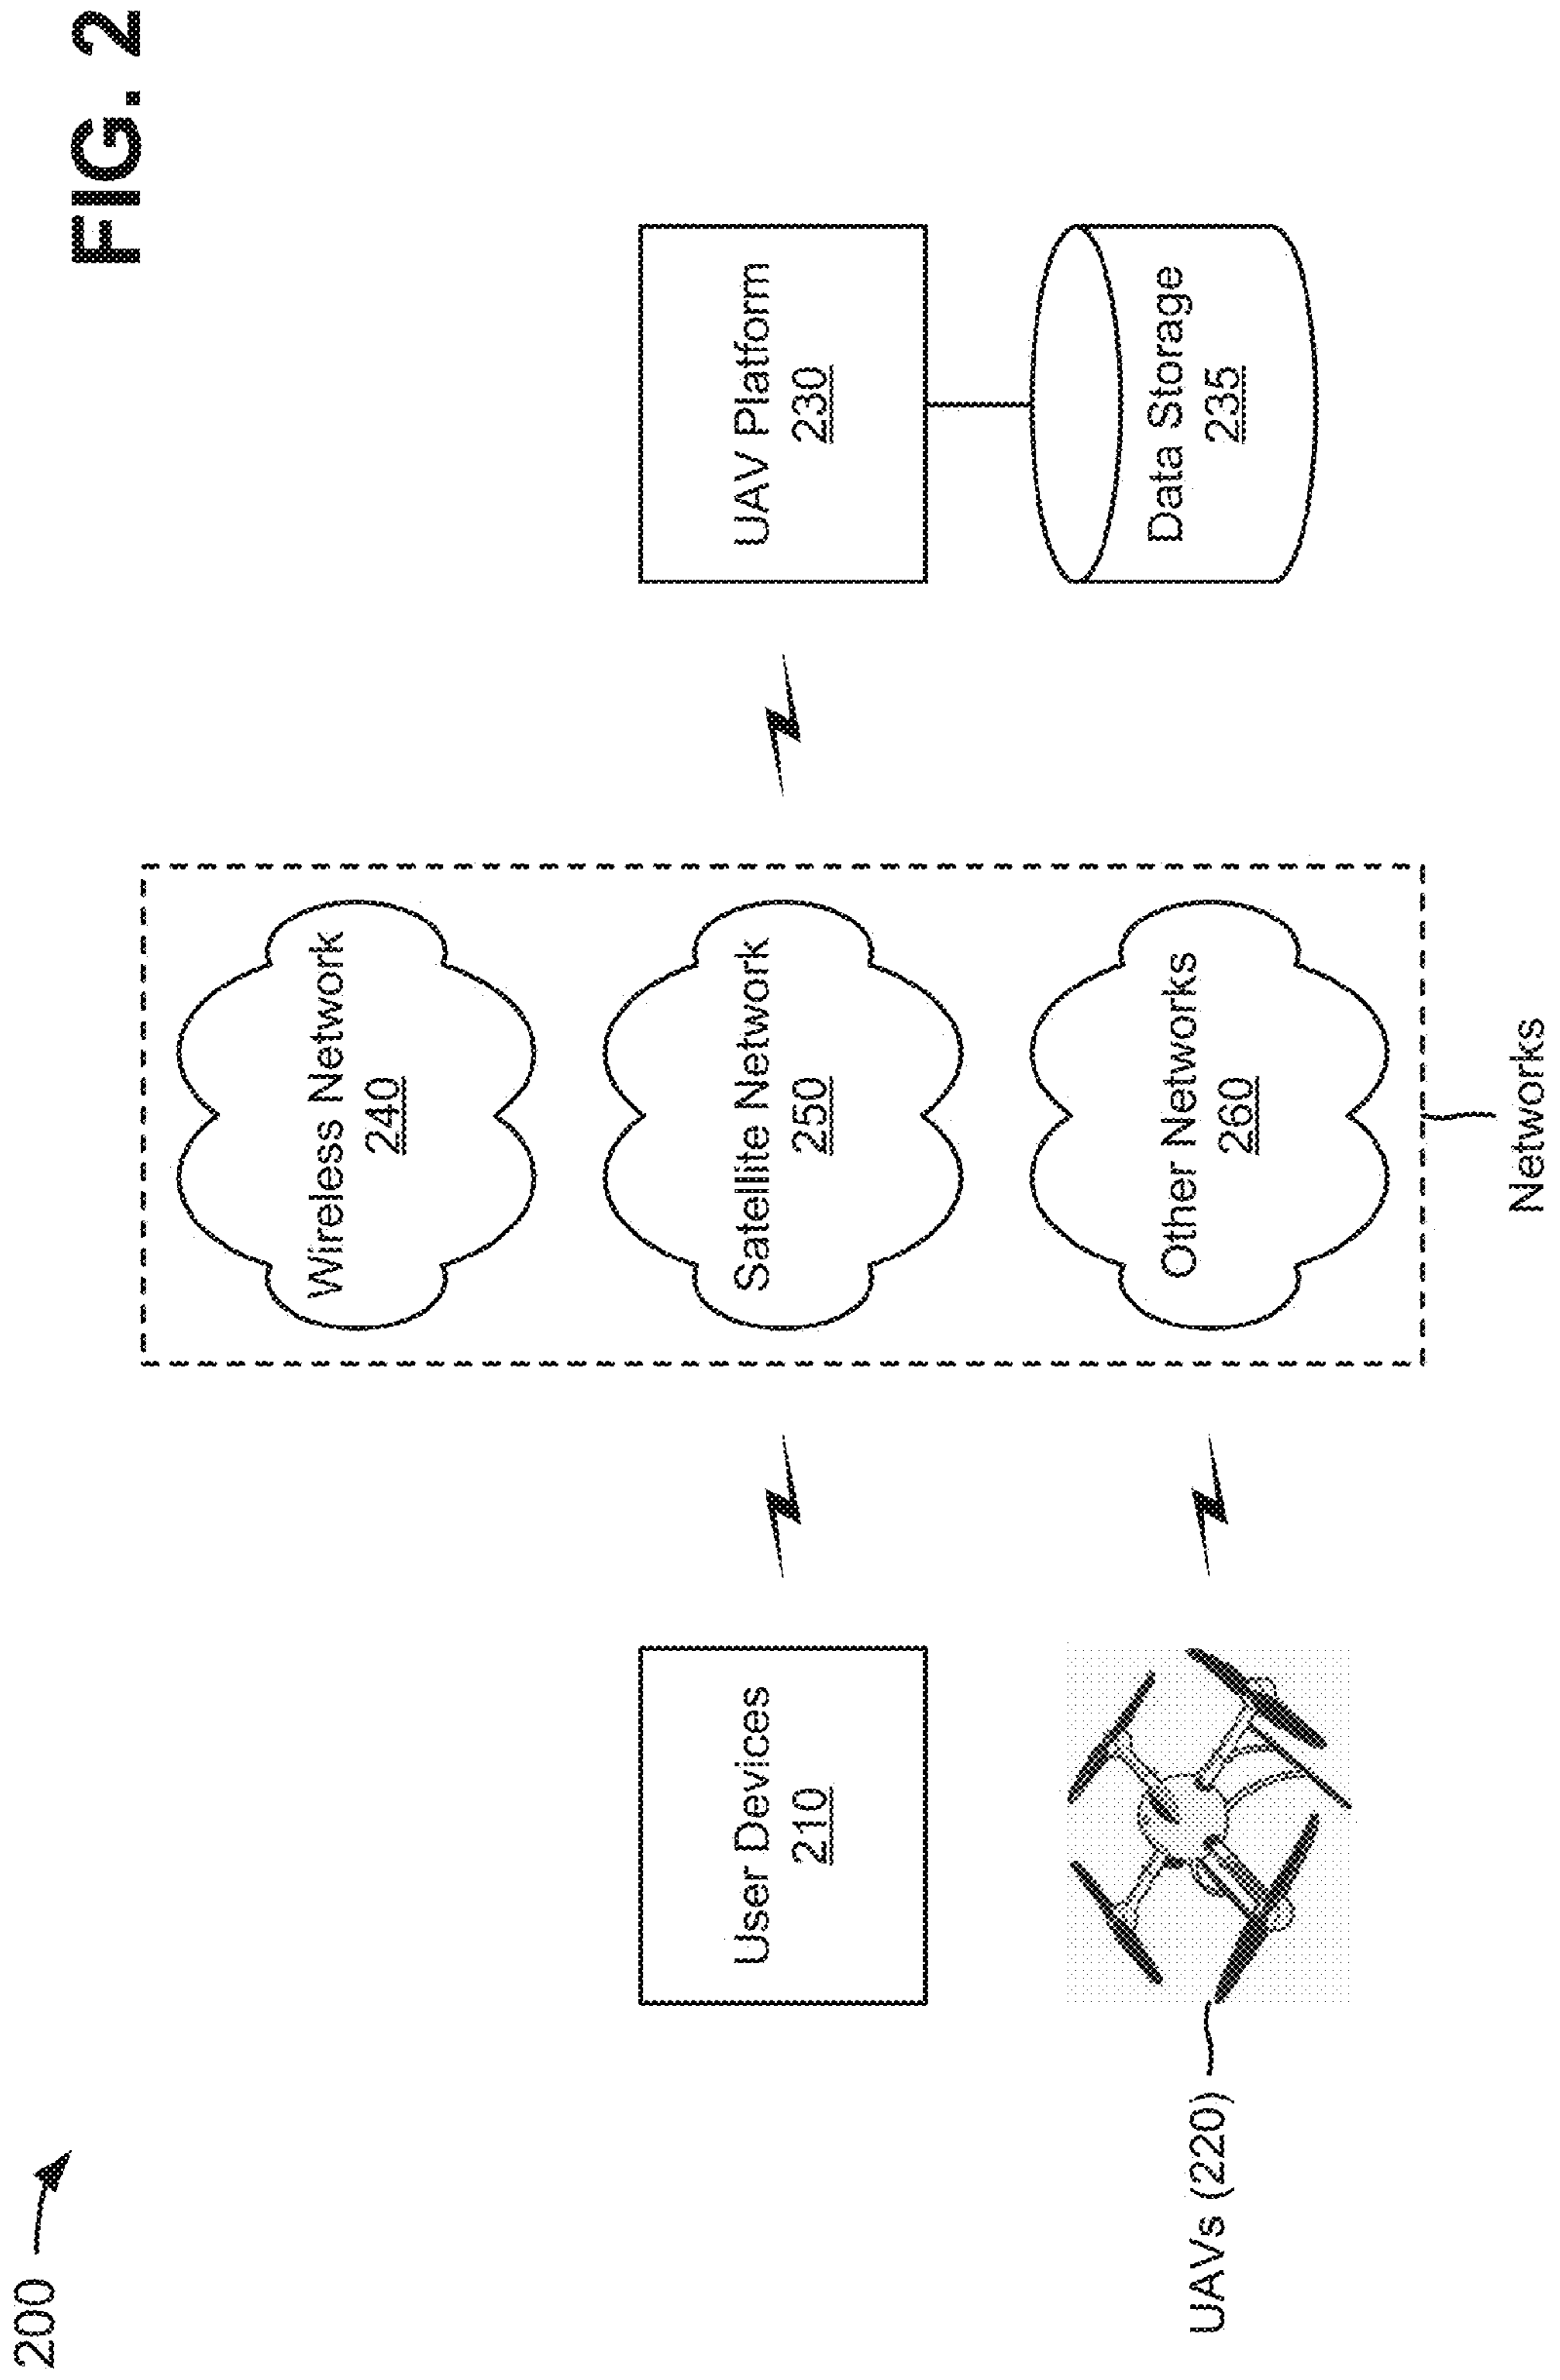 200
FIG. 2
Wireless Network
240
User Devices
210
Satellite Network
250
UAV Platform
230
UAVs (220)
Other Networks
260
Data Storage
235
Networks